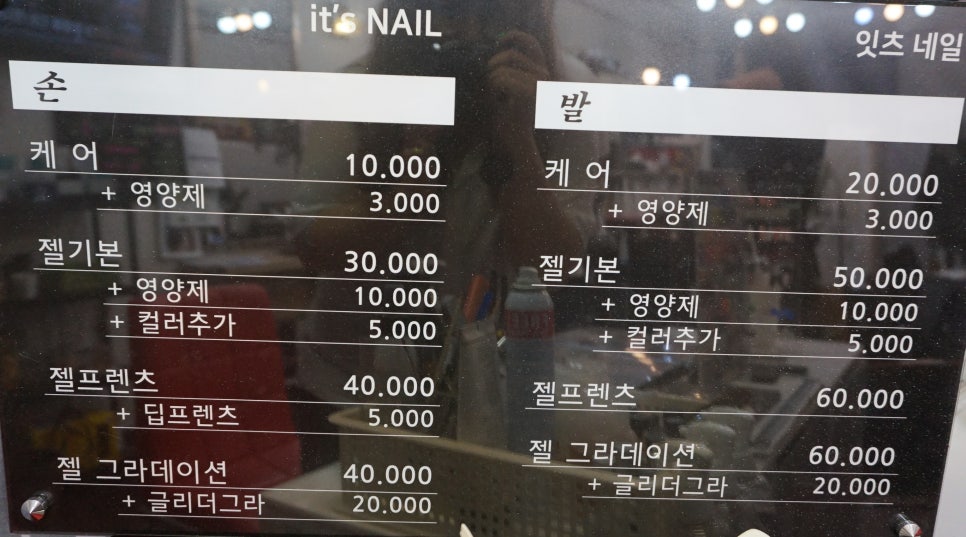 it's NAIL
잇츠 네일
손
케 어 10.000
+ 영양제 3.000
젤기본 30.000
+ 영양제 10.000
+ 컬러추가 5.000
젤프렌츠 40.000
+ 딥프렌츠 5.000
젤 그라데이션 40.000
+ 글리더그라 20.000
발
케 어 20.000
+ 영양제 3.000
젤기본 50.000
+ 영양제 10.000
+ 컬러추가 5.000
젤프렌츠 60.000
젤 그라데이션 60.000
+ 글리더그라 20.000